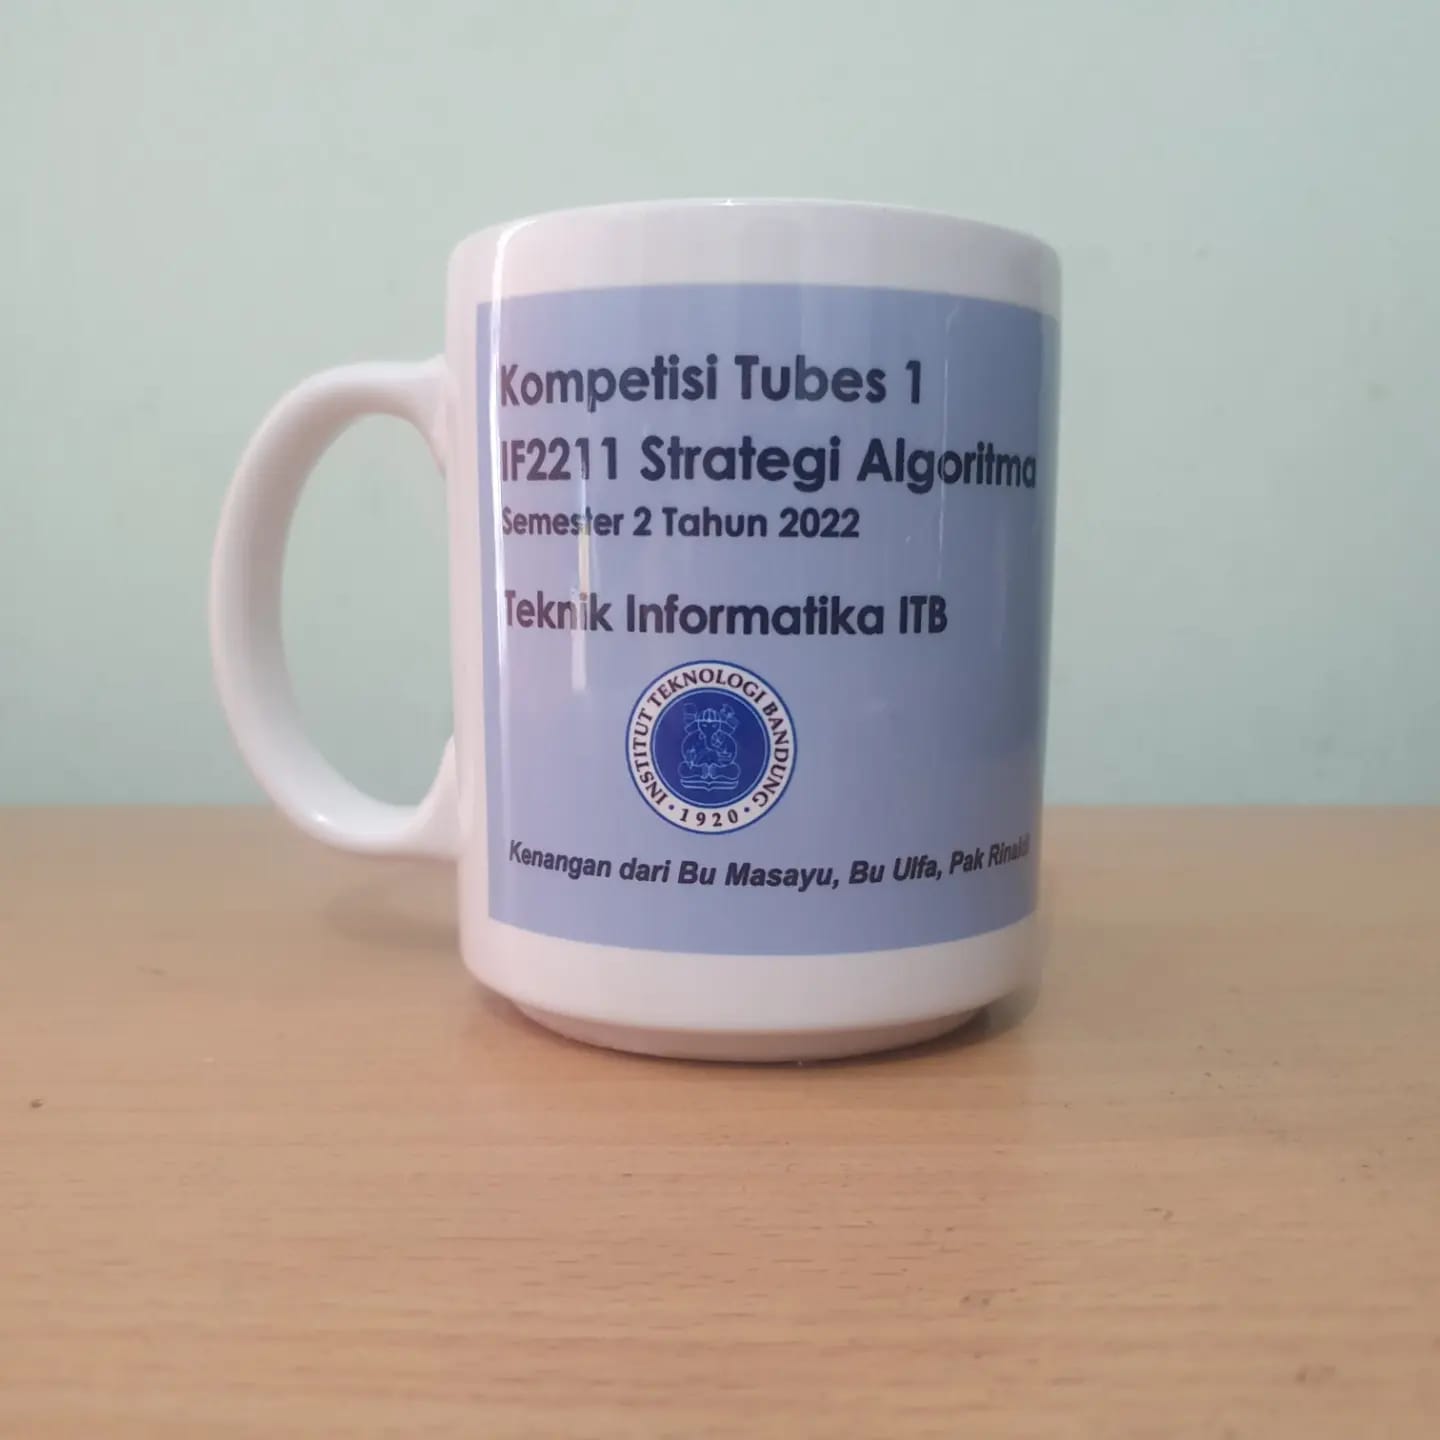 Kompetisi Tubes 1
IF2211 Strategi Algoritma
Semester 2 Tahun 2022
Teknik Informatika ITB
INSTITUT TEKNOLOGI BANDUNG
• 1920 •
Kenangan dari Bu Masayu, Bu Ulfa, Pak Rinaldi